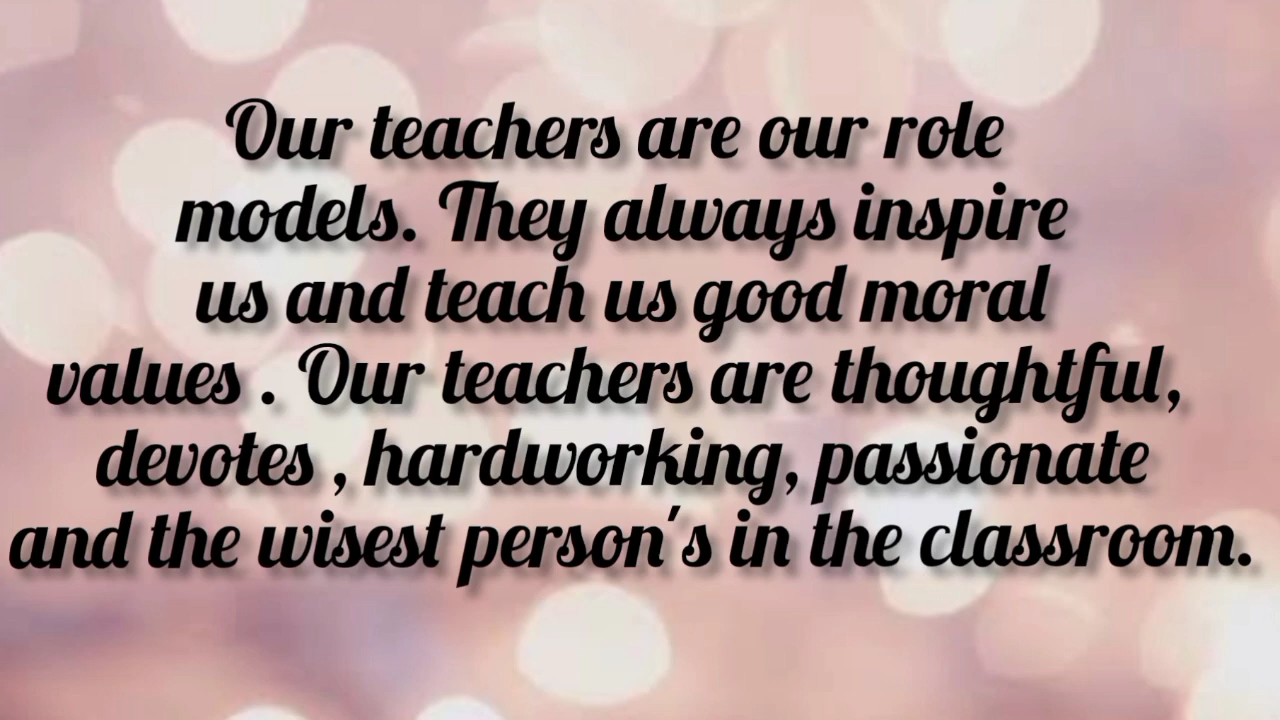 Our teachers are our role
models. They always inspire
us and teach us good moral
values . Our teachers are thoughtful,
devotes , hardworking, passionate
and the wisest person's in the classroom.